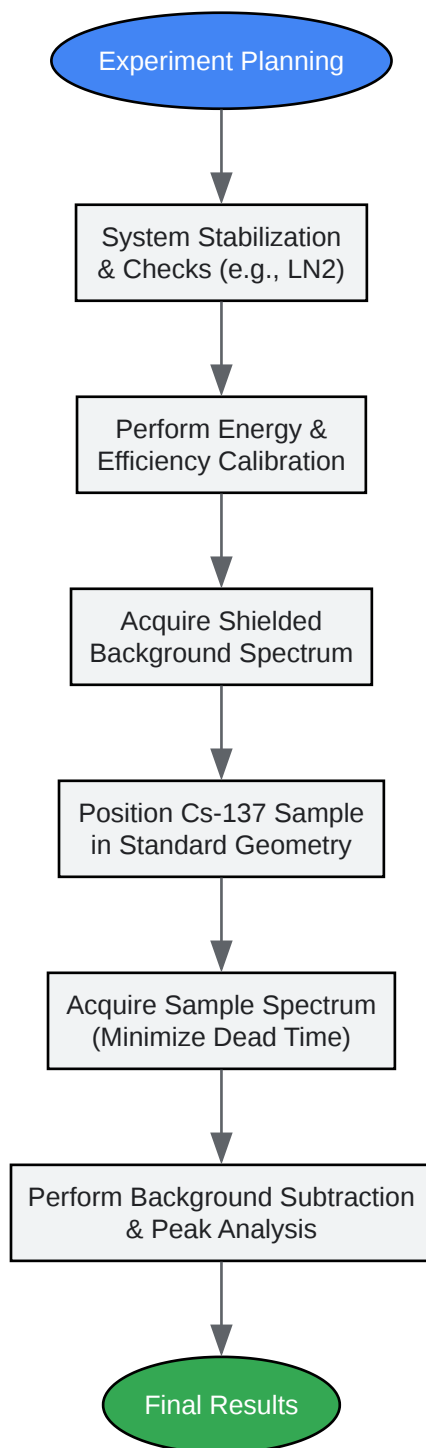 Experiment Planning
System Stabilization
& Checks (e.g., LN2)
Perform Energy &
Efficiency Calibration
Acquire Shielded
Background Spectrum
Position Cs-137 Sample
in Standard Geometry
Acquire Sample Spectrum
(Minimize Dead Time)
Perform Background Subtraction
& Peak Analysis
Final Results